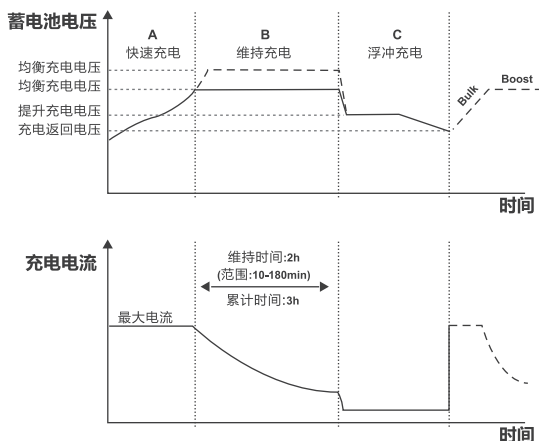 蓄电池电压
A
快速充电
B
维持充电
C
浮冲充电
均衡充电电压
均衡充电电压
提升充电电压
充电返回电压
Bulk
Boost
时间
充电电流
维持时间:2h
(范围:10-180min)
累计时间:3h
最大电流
时间